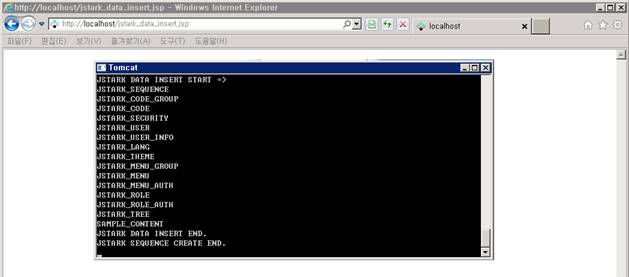 http://localhost/jstark_data_insert.jsp - Windows Internet Explorer
http://localhost/jstark_data_insert.jsp
localhost
파일(F) 편집(E) 보기(V) 즐겨찾기(A) 도구(T) 도움말(H)
Tomcat
JSTARK DATA INSERT START =>
JSTARK_SEQUENCE
JSTARK_CODE_GROUP
JSTARK_CODE
JSTARK_SECURITY
JSTARK_USER
JSTARK_USER_INFO
JSTARK_LANG
JSTARK_THEME
JSTARK_MENU_GROUP
JSTARK_MENU
JSTARK_MENU_AUTH
JSTARK_ROLE
JSTARK_ROLE_AUTH
JSTARK_TREE
SAMPLE_CONTENT
JSTARK DATA INSERT END.
JSTARK SEQUENCE CREATE END.